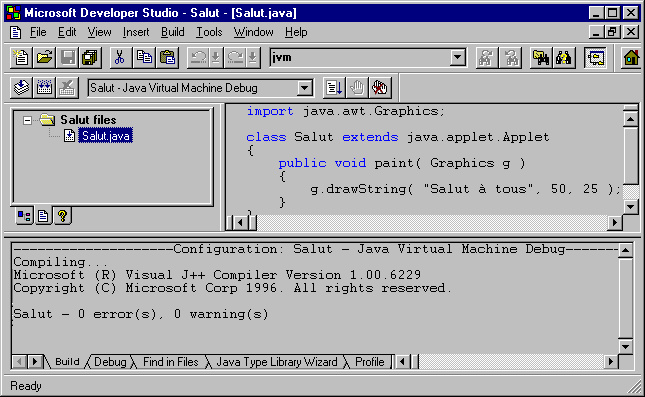 Microsoft Developer Studio - Salut - [Salut.java]
File Edit View Insert Build Tools Window Help
jvm
Salut - Java Virtual Machine Debug
Salut files
Salut.java
import java.awt.Graphics;
class Salut extends java.applet.Applet
{
public void paint( Graphics g )
{
g.drawString( "Salut à tous", 50, 25 );
}
--------------------Configuration: Salut - Java Virtual Machine Debug--------
Compiling...
Microsoft (R) Visual J++ Compiler Version 1.00.6229
Copyright (C) Microsoft Corp 1996. All rights reserved.
Salut - 0 error(s), 0 warning(s)
Build Debug Find in Files Java Type Library Wizard Profile
Ready